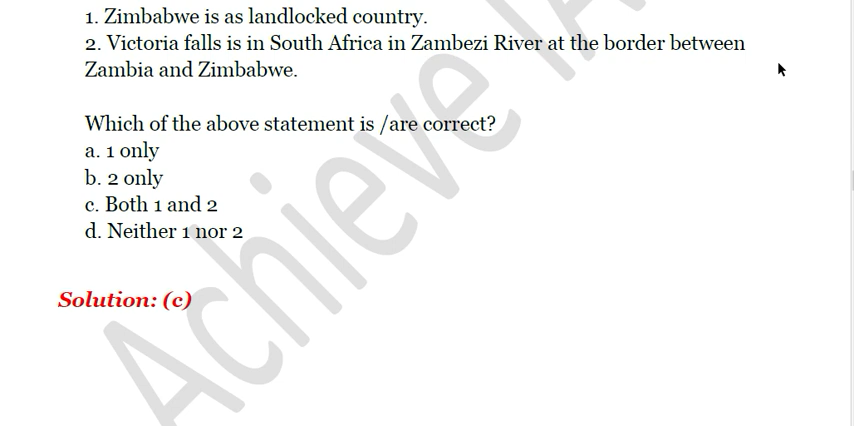 1. Zimbabwe is as landlocked country.
2. Victoria falls is in South Africa in Zambezi River at the border between
Zambia and Zimbabwe.
Which of the above statement is /are correct?
a. 1 only
b. 2 only
c. Both 1 and 2
d. Neither 1 nor 2
Solution: (c)
Achieve IA